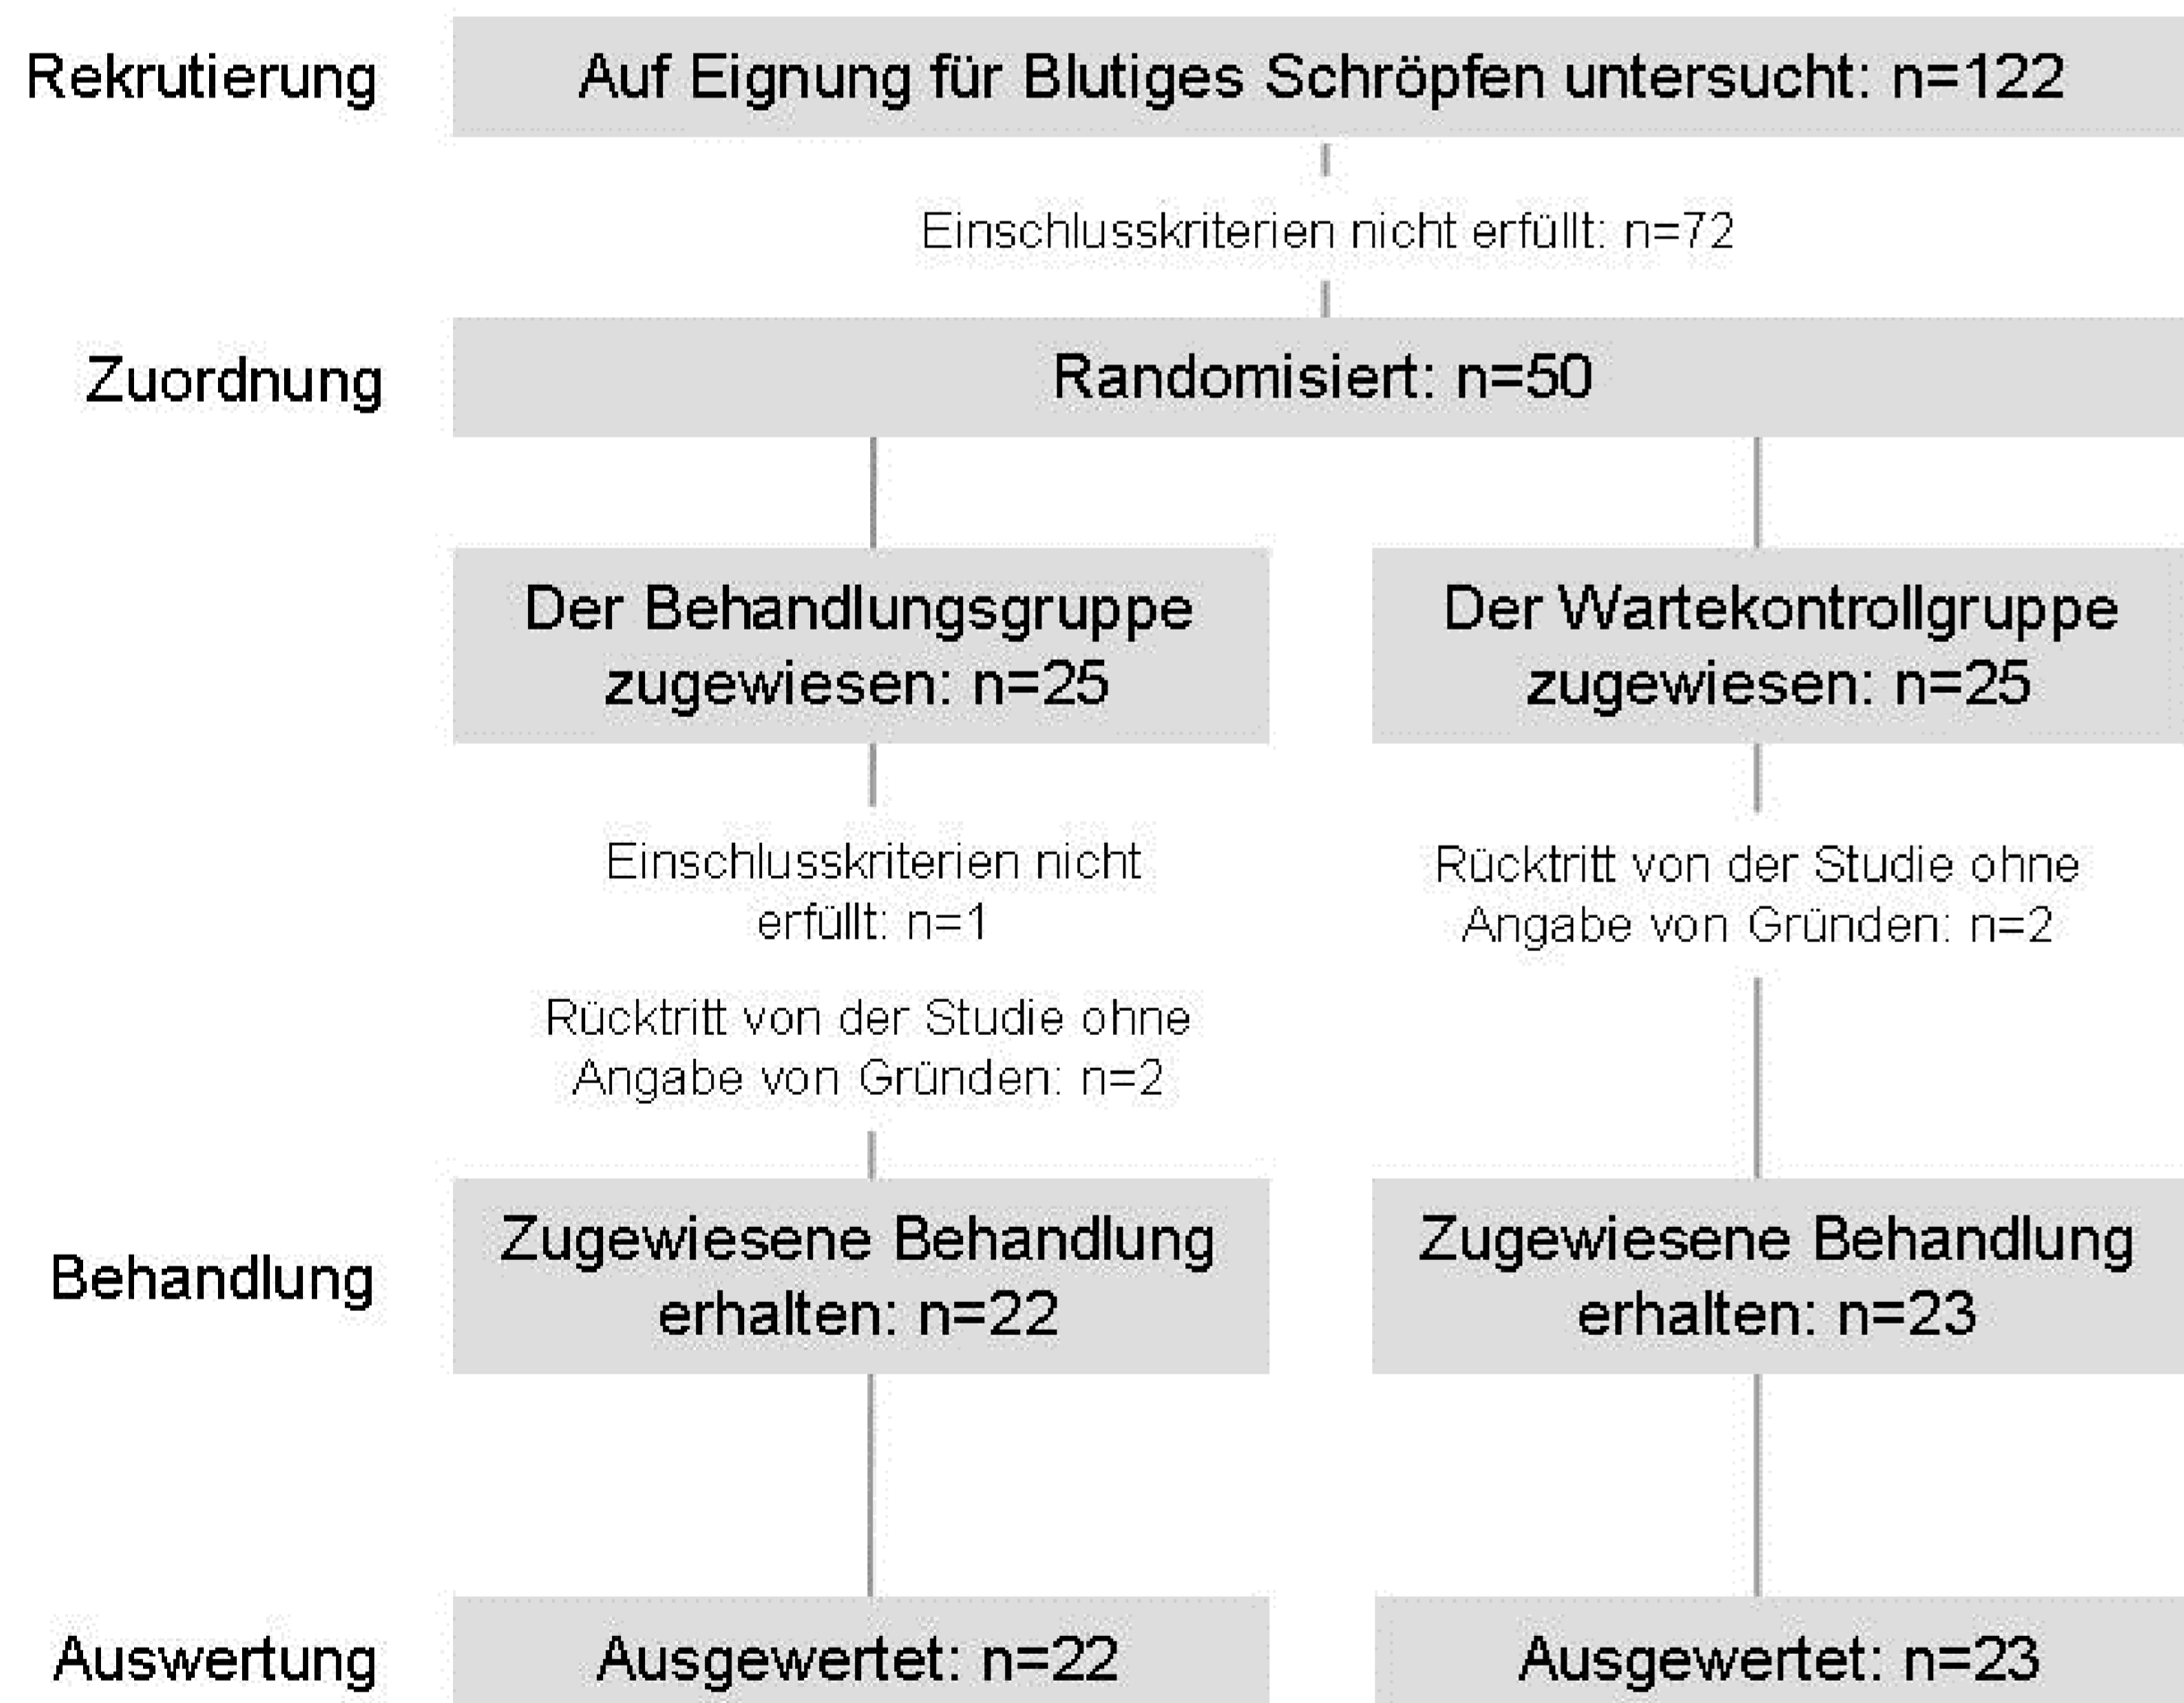 Rekrutierung
Auf Eignung für Blutiges Schröpfen untersucht: n=122
Einschlusskriterien nicht erfüllt: n=72
Zuordnung
Randomisiert: n=50
Der Behandlungsgruppe
zugewiesen: n=25
Der Wartekontrollgruppe
zugewiesen: n=25
Einschlusskriterien nicht
erfüllt: n=1
Rücktritt von der Studie ohne
Angabe von Gründen: n=2
Rücktritt von der Studie ohne
Angabe von Gründen: n=2
Behandlung
Zugewiesene Behandlung
erhalten: n=22
Zugewiesene Behandlung
erhalten: n=23
Auswertung
Ausgewertet: n=22
Ausgewertet: n=23